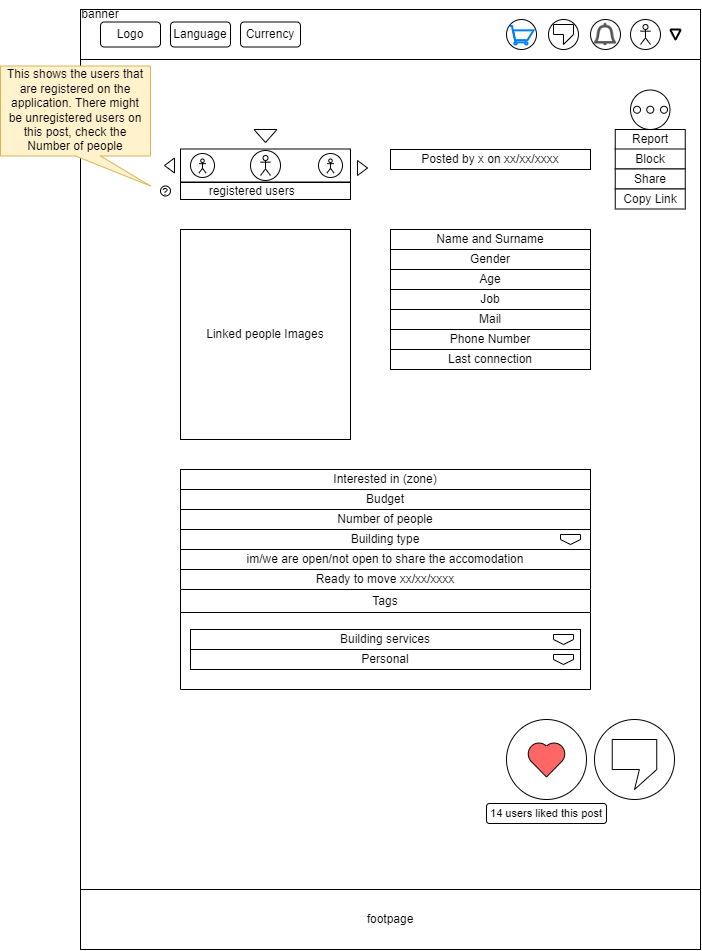 banner
Logo
Language
Currency
This shows the users that
are registered on the
application. There might
be unregistered users on
this post, check the
Number of people
Report
Block
Share
Copy Link
Posted by x on xx/xx/xxxx
?
registered users
Linked people Images
Name and Surname
Gender
Age
Job
Mail
Phone Number
Last connection
Interested in (zone)
Budget
Number of people
Building type
im/we are open/not open to share the accomodation
Ready to move xx/xx/xxxx
Tags
Building services
Personal
14 users liked this post
footpage